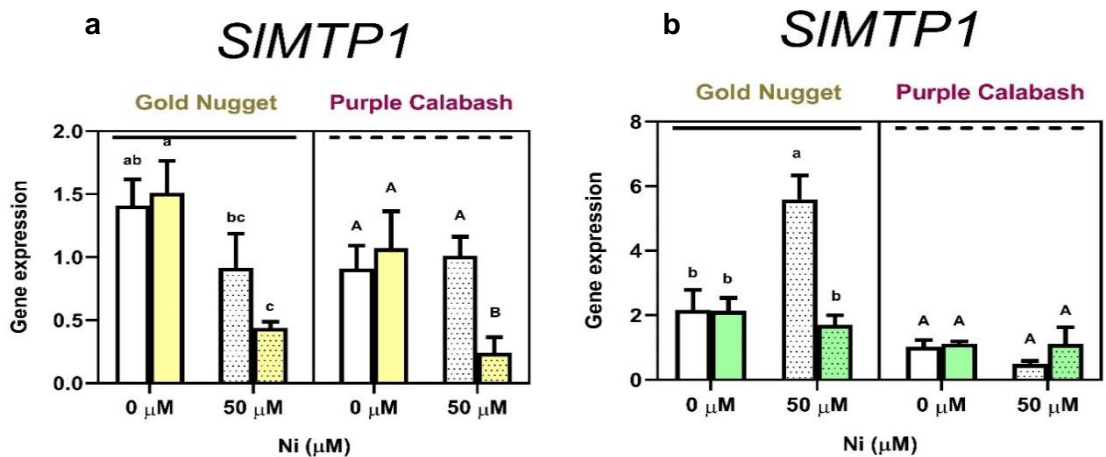 a
SlMTP1
Gold Nugget Purple Calabash
Gene expression
2.0
1.5
1.0
0.5
0.0
ab a bc c A A A B
0 μM 50 μM 0 μM 50 μM
Ni (μM)
b
SlMTP1
Gold Nugget Purple Calabash
Gene expression
8
6
4
2
0
b b a b A A A A
0 μM 50 μM 0 μM 50 μM
Ni (μM)